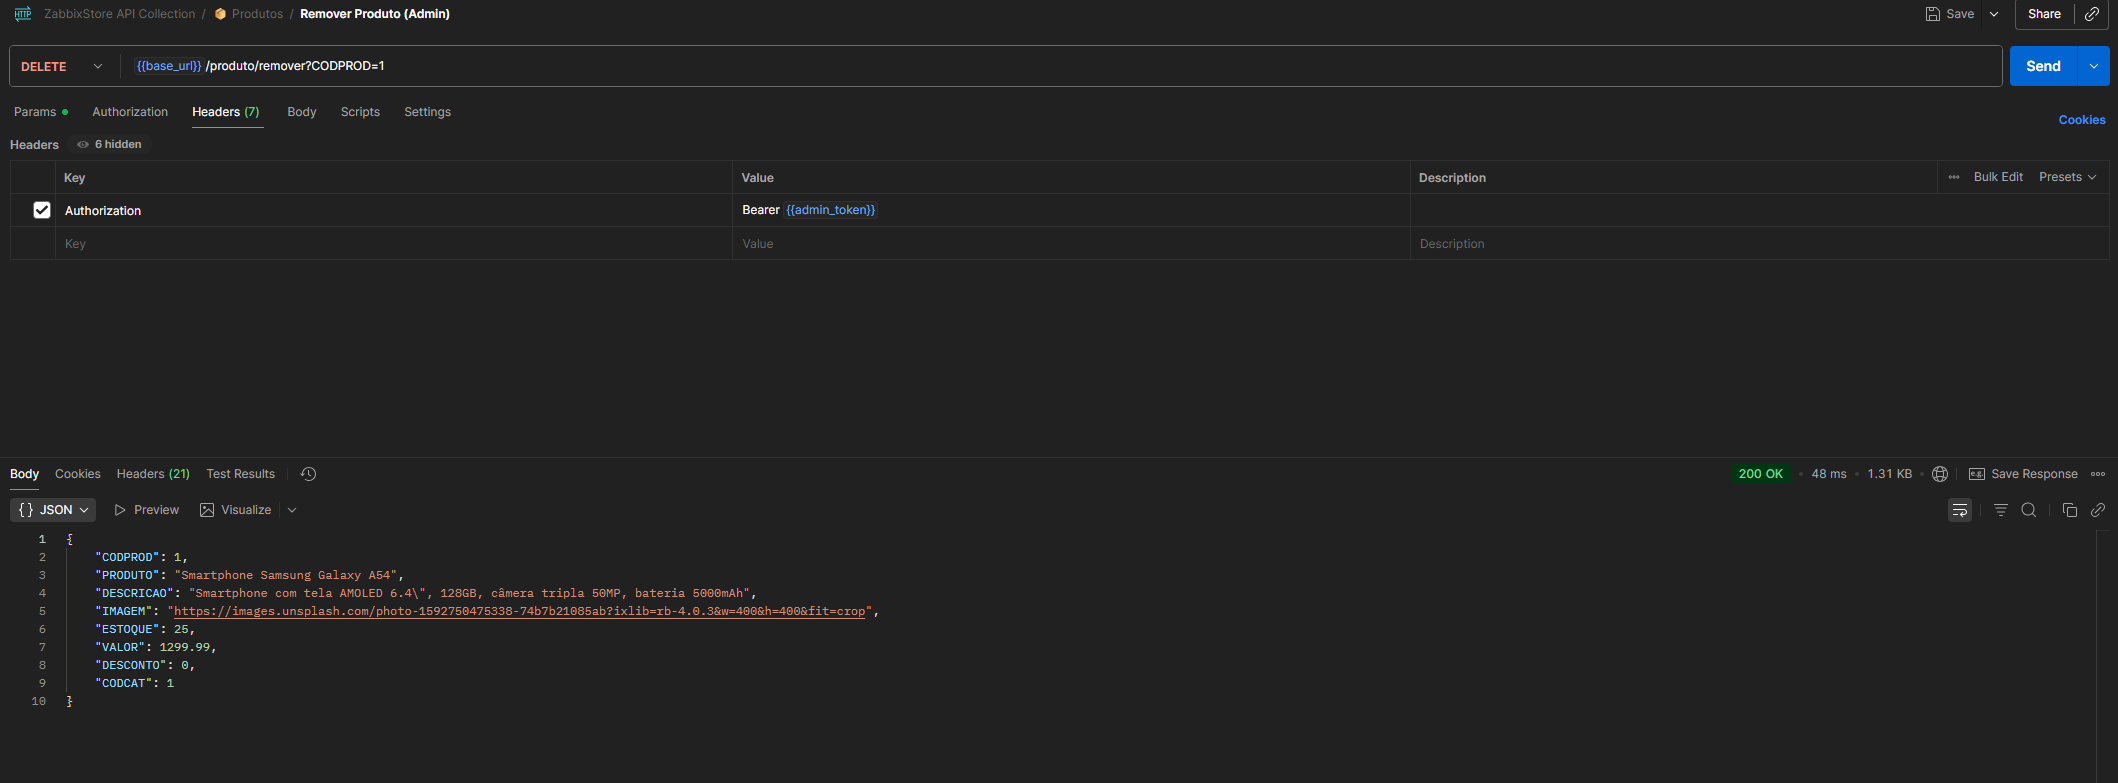 ZabbixStore API Collection / Produtos / Remover Produto (Admin) Save Share
DELETE {{base_url}} /produto/remover?CODPROD=1 Send
Params Authorization Headers (7) Body Scripts Settings
Cookies
Headers 6 hidden
Key Value Description Bulk Edit Presets
Authorization Bearer {{admin_token}}
Key Value Description
Body Cookies Headers (21) Test Results 200 OK 48 ms 1.31 KB e.g. Save Response
{} JSON Preview Visualize
1 {
2 "CODPROD": 1,
3 "PRODUTO": "Smartphone Samsung Galaxy A54",
4 "DESCRICAO": "Smartphone com tela AMOLED 6.4\", 128GB, câmera tripla 50MP, bateria 5000mAh",
5 "IMAGEM": "https://images.unsplash.com/photo-1592750475338-74b7b21085ab?ixlib=rb-4.0.3&w=400&h=400&fit=crop",
6 "ESTOQUE": 25,
7 "VALOR": 1299.99,
8 "DESCONTO": 0,
9 "CODCAT": 1
10 }